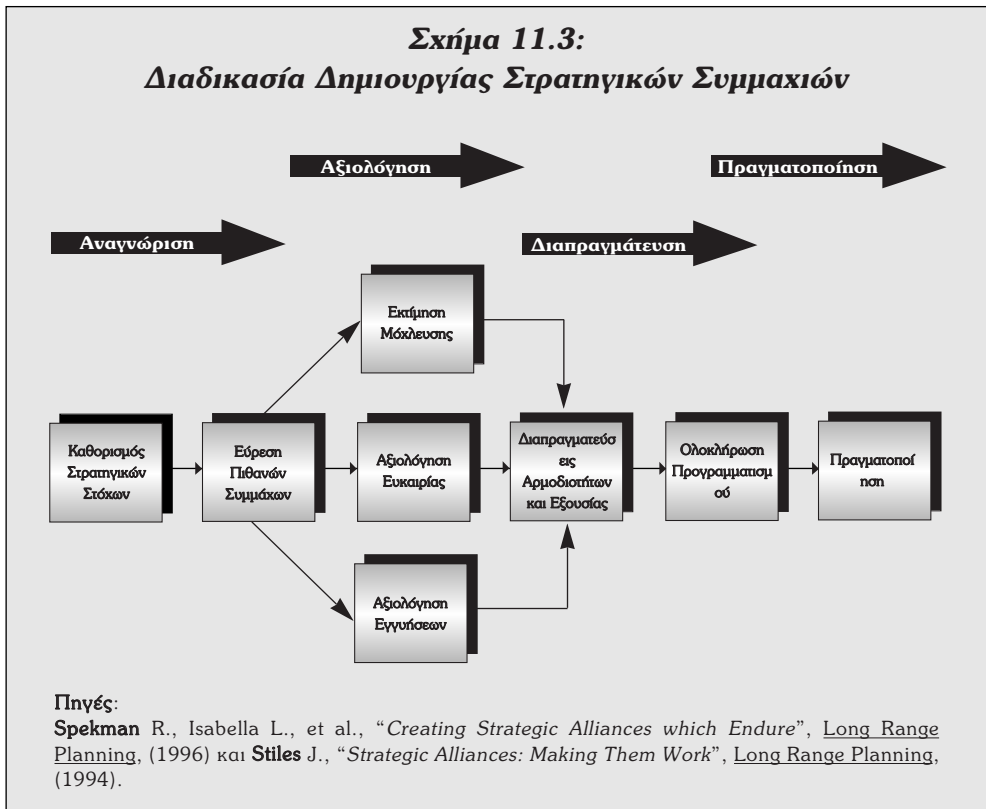 Σχήμα 11.3:
Διαδικασία Δημιουργίας Στρατηγικών Συμμαχιών
Αξιολόγηση
Πραγματοποίηση
Αναγνώριση
Διαπραγμάτευση
Εκτίμηση
Μόχλευσης
Καθορισμός
Στρατηγικών
Στόχων
Εύρεση
Πιθανών
Συμμάχων
Αξιολόγηση
Ευκαιρίας
Διαπραγματεύσ
εις
Αρμοδιοτήτων
και Εξουσίας
Ολοκλήρωση
Προγραμματισμ
ού
Πραγματοποί
ηση
Αξιολόγηση
Εγγυήσεων
Πηγές:
Spekman R., Isabella L., et al., “Creating Strategic Alliances which Endure”, Long Range
Planning, (1996) και Stiles J., “Strategic Alliances: Making Them Work”, Long Range Planning,
(1994).